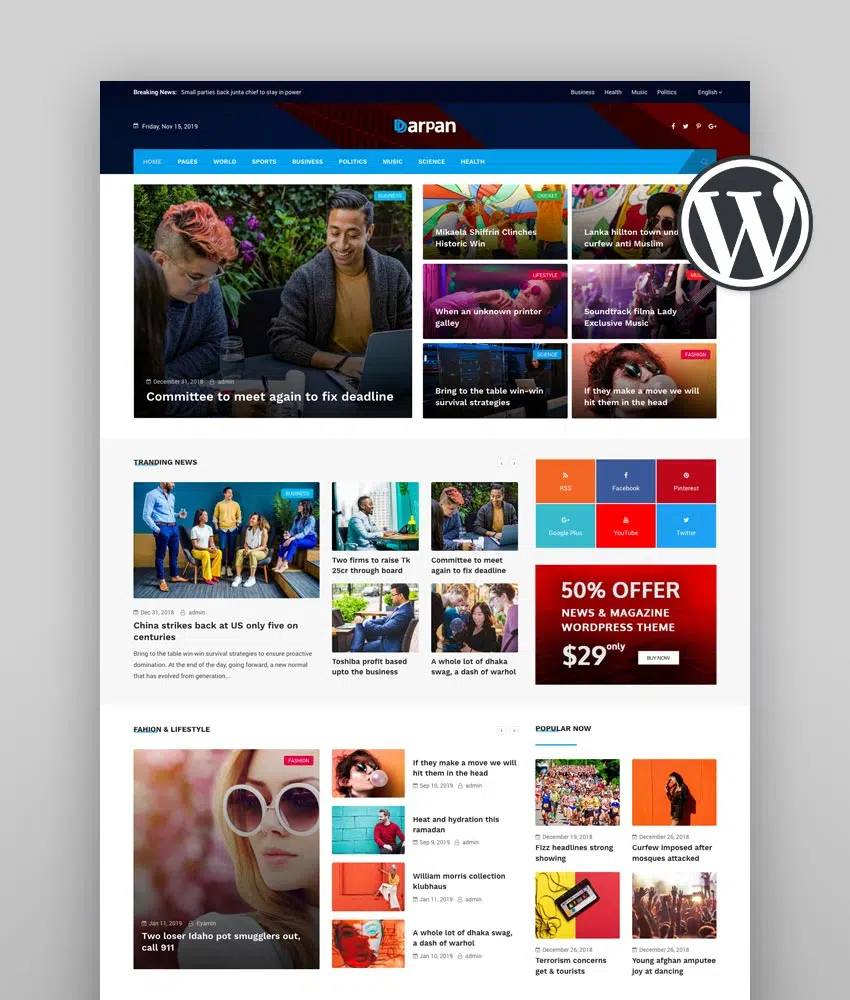 Breaking News: Small parties back junta chief to stay in power
Business Health Music Politics English
Friday, Nov 15, 2019
Darpan
HOME PAGES WORLD SPORTS BUSINESS POLITICS MUSIC SCIENCE HEALTH
BUSINESS
December 31, 2018 admin
Committee to meet again to fix deadline
CRICKET
Mikaela Shiffrin Clinches
Historic Win
Lanka hillton town und
curfew anti Muslim
LIFESTYLE
When an unknown printer
galley
Soundtrack filma Lady
Exclusive Music
SCIENCE
Bring to the table win-win
survival strategies
FASHION
If they make a move we will
hit them in the head
TRANDING NEWS
BUSINESS
Dec 31, 2018 admin
China strikes back at US only five on
centuries
Bring to the table win-win survival strategies to ensure proactive
domination. At the end of the day, going forward, a new normal
that has evolved from generation...
Two firms to raise Tk
25cr through board
Committee to meet
again to fix deadline
Toshiba profit based
upto the business
A whole lot of dhaka
swag, a dash of warhol
RSS
Facebook
Pinterest
Google Plus
YouTube
Twitter
50% OFFER
NEWS & MAGAZINE
WORDPRESS THEME
$29 only
BUY NOW
FAHION & LIFESTYLE
FASHION
Jan 11, 2019 Eyamin
Two loser Idaho pot smugglers out,
call 911
If they make a move we will
hit them in the head
Sep 10, 2019 admin
Heat and hydration this
ramadan
Sep 9, 2019 admin
William morris collection
klubhaus
Jan 11, 2019 admin
A whole lot of dhaka swag,
a dash of warhol
Jan 10, 2019 admin
POPULAR NOW
December 19, 2018
Fizz headlines strong
showing
December 26, 2018
Curfew imposed after
mosques attacked
December 26, 2018
Terrorism concerns
get & tourists
December 26, 2018
Young afghan amputee
joy at dancing